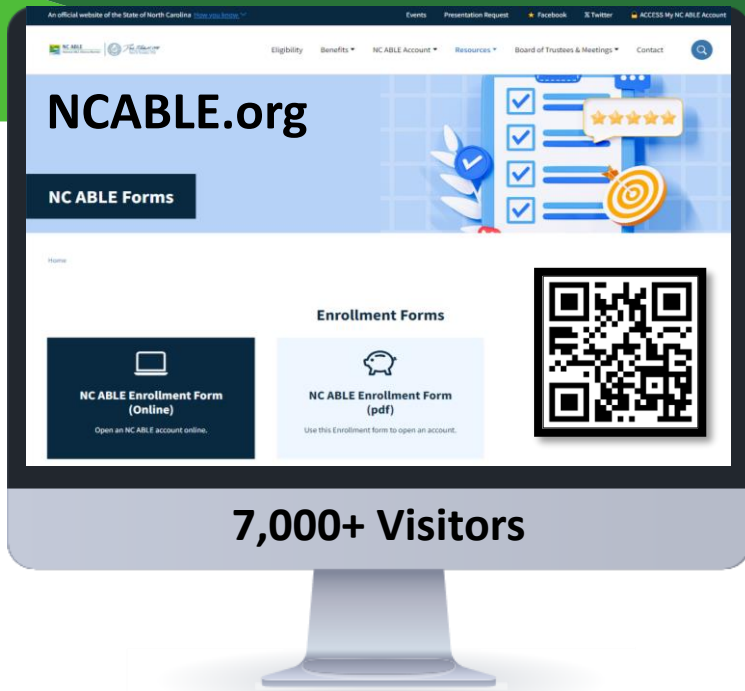 An official website of the State of North Carolina How you know
Events Presentation Request Facebook Twitter ACCESS My NC ABLE Account
NC ABLE
Eligibility Benefits NC ABLE Account Resources Board of Trustees & Meetings Contact
NCABLE.org
NC ABLE Forms
Home
Enrollment Forms
NC ABLE Enrollment Form
(Online)
Open an NC ABLE account online.
NC ABLE Enrollment Form
(pdf)
Use this Enrollment form to open an account.
7,000+ Visitors